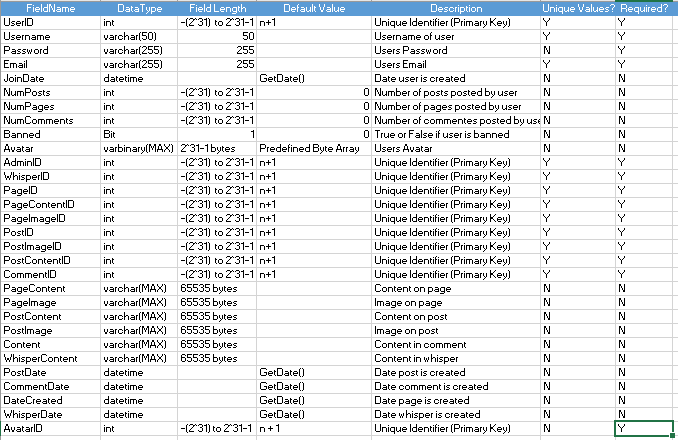 FieldName DataType Field Length Default Value Description Unique Values? Required?
UserID int -(2^31) to 2^31-1 n+1 Unique Identifier (Primary Key) Y Y
Username varchar(50) 50 Username of user Y Y
Password varchar(255) 255 Users Password N Y
Email varchar(255) 255 Users Email Y Y
JoinDate datetime GetDate() Date user is created N N
NumPosts int -(2^31) to 2^31-1 0 Number of posts posted by user N N
NumPages int -(2^31) to 2^31-1 0 Number of pages posted by user N N
NumComments int -(2^31) to 2^31-1 0 Number of commentes posted by use N N
Banned Bit 1 0 True or False if user is banned N N
Avatar varbinary(MAX) 2^31-1 bytes Predefined Byte Array Users Avatar N N
AdminID int -(2^31) to 2^31-1 n+1 Unique Identifier (Primary Key) Y Y
WhisperID int -(2^31) to 2^31-1 n+1 Unique Identifier (Primary Key) Y Y
PageID int -(2^31) to 2^31-1 n+1 Unique Identifier (Primary Key) Y Y
PageContentID int -(2^31) to 2^31-1 n+1 Unique Identifier (Primary Key) Y Y
PageImageID int -(2^31) to 2^31-1 n+1 Unique Identifier (Primary Key) Y Y
PostID int -(2^31) to 2^31-1 n+1 Unique Identifier (Primary Key) Y Y
PostImageID int -(2^31) to 2^31-1 n+1 Unique Identifier (Primary Key) Y Y
PostContentID int -(2^31) to 2^31-1 n+1 Unique Identifier (Primary Key) Y Y
CommentID int -(2^31) to 2^31-1 n+1 Unique Identifier (Primary Key) Y Y
PageContent varchar(MAX) 65535 bytes Content on page N N
PageImage varchar(MAX) 65535 bytes Image on page N N
PostContent varchar(MAX) 65535 bytes Content on post N N
PostImage varchar(MAX) 65535 bytes Image on post N N
Content varchar(MAX) 65535 bytes Content in comment N N
WhisperContent varchar(MAX) 65535 bytes Content in whisper N N
PostDate datetime GetDate() Date post is created N N
CommentDate datetime GetDate() Date comment is created N N
DateCreated datetime GetDate() Date page is created N N
WhisperDate datetime GetDate() Date whisper is created N N
AvatarID int -(2^31) to 2^31-1 n + 1 Unique Identifier (Primary Key) N Y